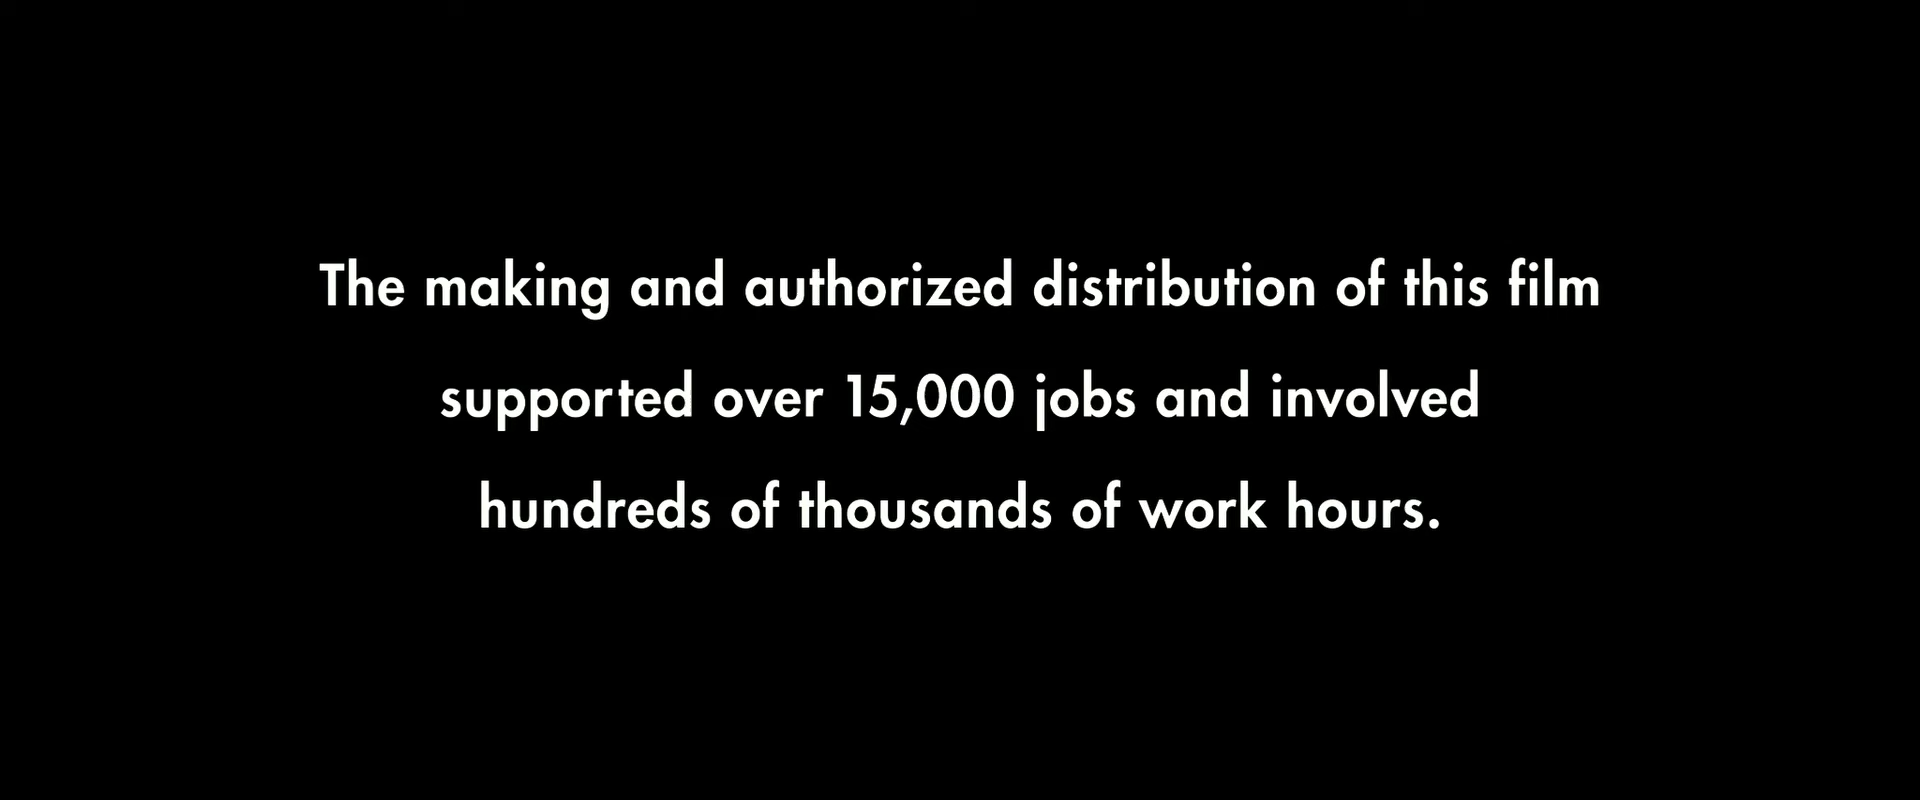 The making and authorized distribution of this film
supported over 15,000 jobs and involved
hundreds of thousands of work hours.